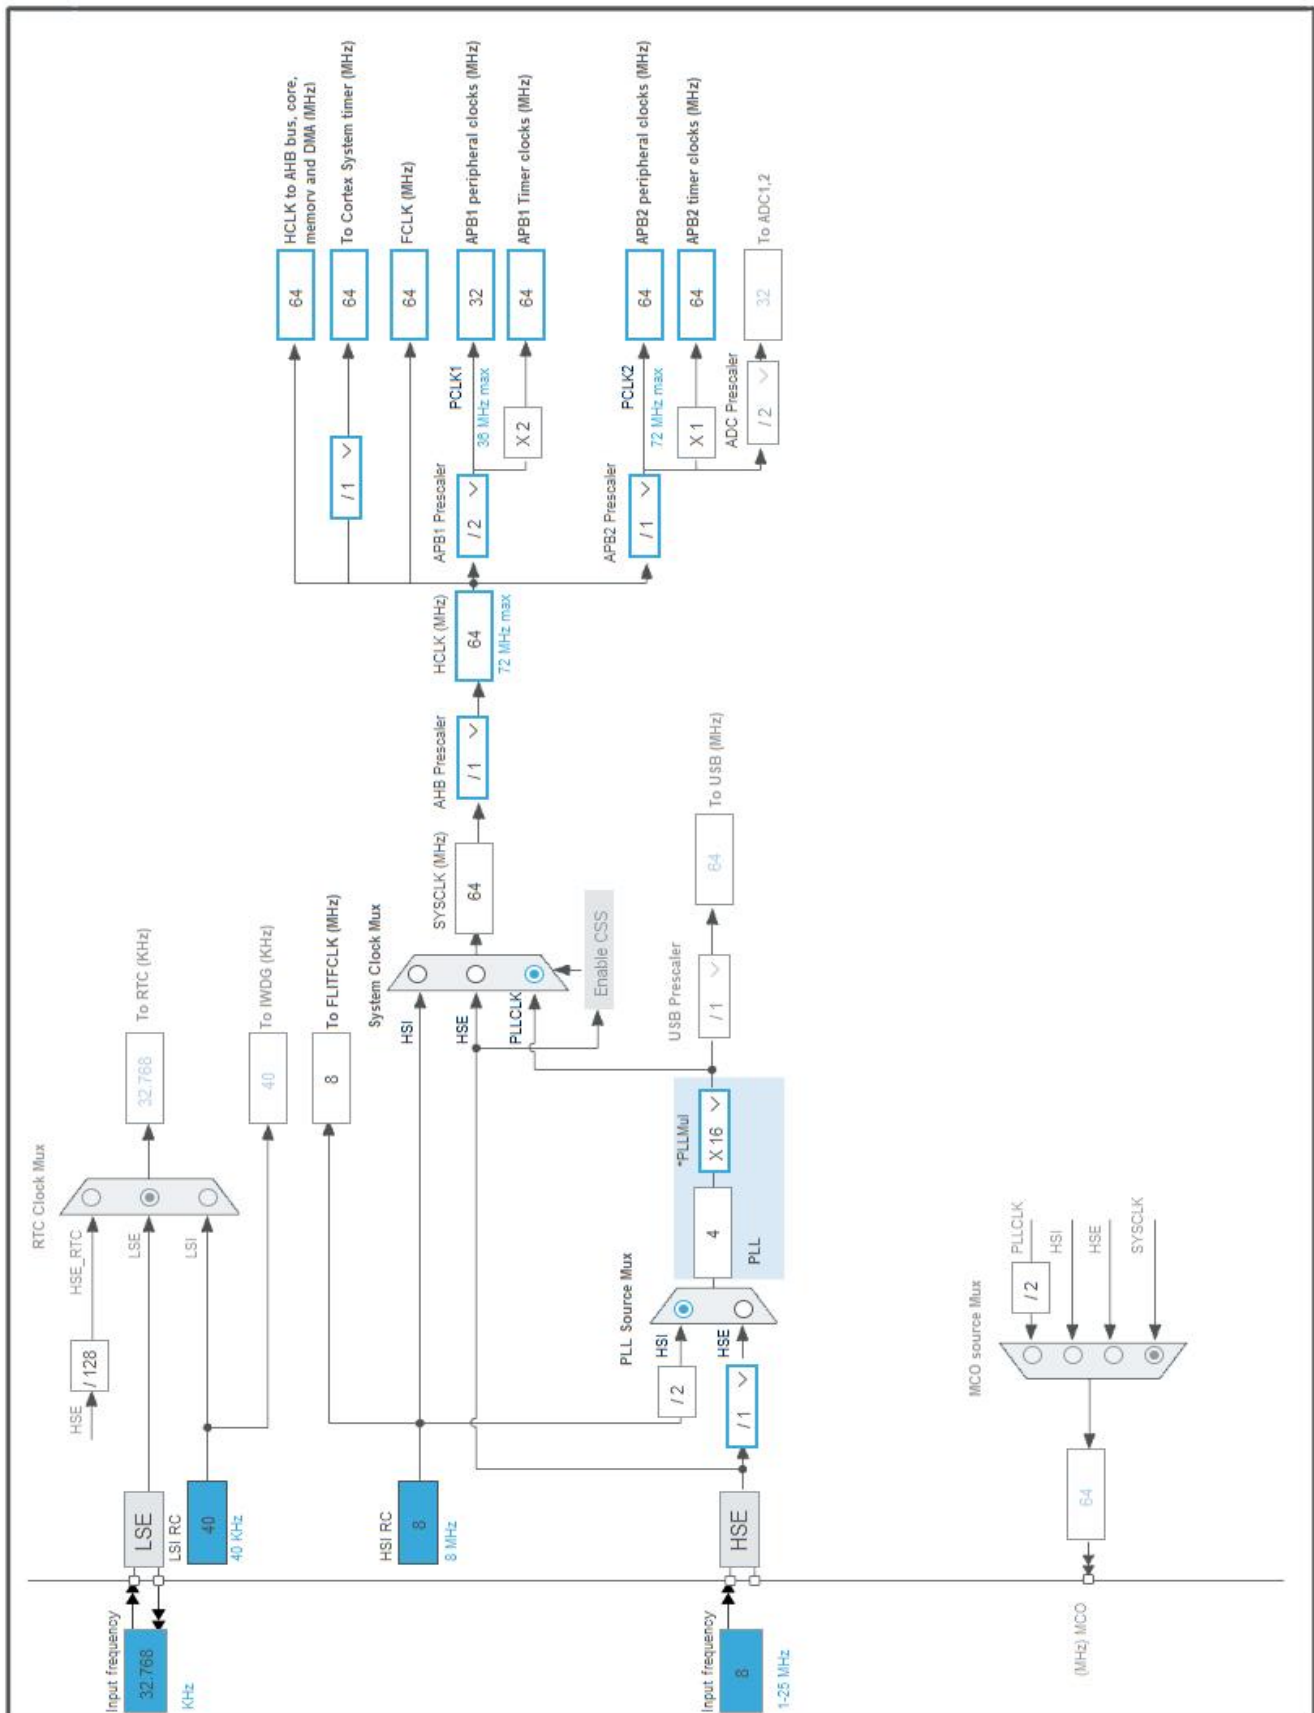 RTC Clock Mux
HSE
/ 128
HSE_RTC
Input frequency
32.768
KHz
LSE
LSE
32.768
To RTC (KHz)
LSI RC
40
40 KHz
LSI
40
To IWDG (KHz)
8
To FLITFCLK (MHz)
HSI RC
8
8 MHz
System Clock Mux
HSI
HSE
PLLCLK
Enable CSS
SYSCLK (MHz)
64
AHB Prescaler
/ 1
HCLK (MHz)
64
72 MHz max
64
HCLK to AHB bus, core,
memory and DMA (MHz)
/ 1
64
To Cortex System timer (MHz)
64
FCLK (MHz)
APB1 Prescaler
/ 2
PCLK1
36 MHz max
32
APB1 peripheral clocks (MHz)
X 2
64
APB1 Timer clocks (MHz)
APB2 Prescaler
/ 1
PCLK2
72 MHz max
64
APB2 peripheral clocks (MHz)
X 1
64
APB2 timer clocks (MHz)
ADC Prescaler
/ 2
32
To ADC1,2
PLL Source Mux
HSI
/ 2
HSE
/ 1
4
*PLLMul
X 16
PLL
USB Prescaler
/ 1
64
To USB (MHz)
Input frequency
8
1-25 MHz
HSE
MCO source Mux
PLLCLK
/ 2
HSI
HSE
SYSCLK
64
(MHz) MCO